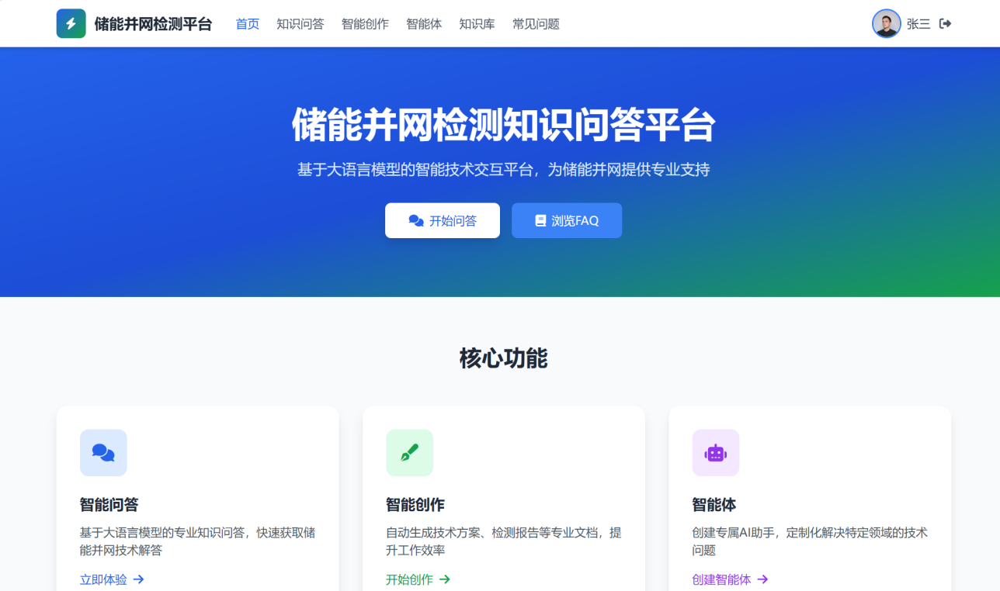 储能并网检测平台 首页 知识问答 智能创作 智能体 知识库 常见问题 张三
储能并网检测知识问答平台
基于大语言模型的智能技术交互平台，为储能并网提供专业支持
开始问答 浏览FAQ
核心功能
智能问答
基于大语言模型的专业知识问答，快速获取储
能并网技术解答
立即体验
智能创作
自动生成技术方案、检测报告等专业文档，提
升工作效率
开始创作
智能体
创建专属AI助手，定制化解决特定领域的技术
问题
创建智能体